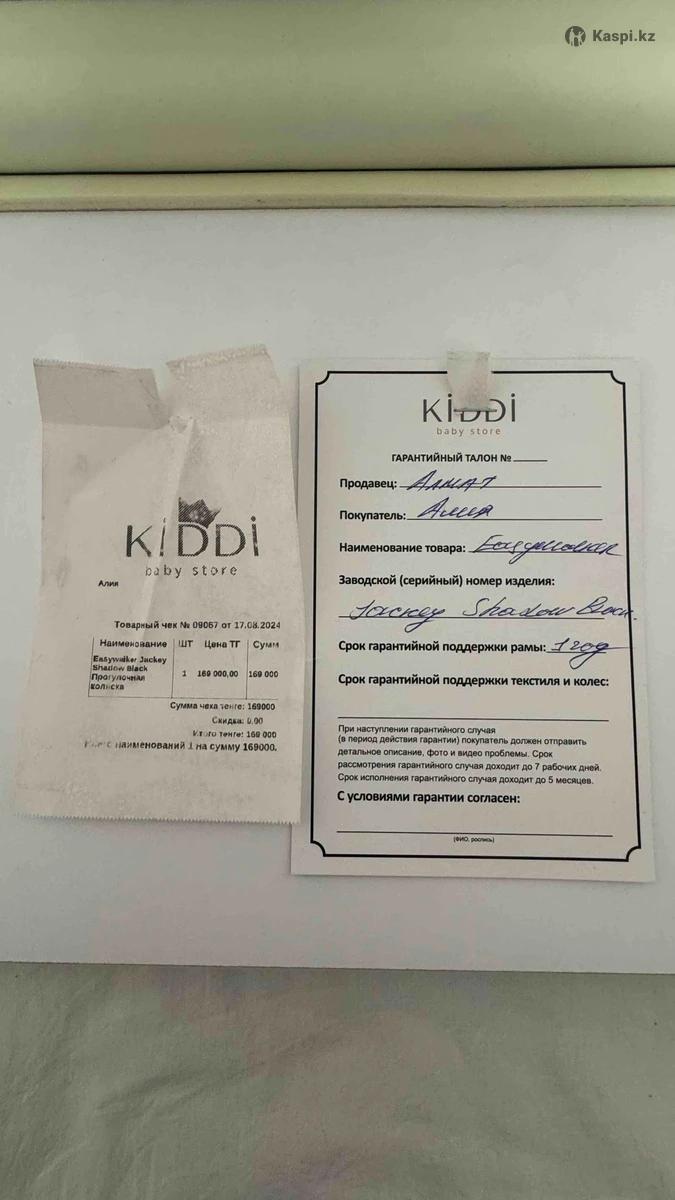 Kaspi.kz
KİDDİ
baby store
Алия
Товарный чек № 09067 от 17.08.2024
Наименование ШТ Цена ТГ Сумм
Easywalker Jackey
Shadow Black
Прогулочная
коляска
1 169 000,00 169 000
Сумма чека тенге: 169000
Скидка: 0.00
Итого тенге: 169 000
наименований 1 на сумму 169000.
KİDDİ
baby store
ГАРАНТИЙНЫЙ ТАЛОН №
Продавец: Алмат
Покупатель: Алия
Наименование товара:
Заводской (серийный) номер изделия:
Jackey Shadow Black.
Срок гарантийной поддержки рамы: 1 год
Срок гарантийной поддержки текстиля и колес:
При наступлении гарантийного случая
(в период действия гарантии) покупатель должен отправить
детальное описание, фото и видео проблемы. Срок
рассмотрения гарантийного случая доходит до 7 рабочих дней.
Срок исполнения гарантийного случая доходит до 5 месяцев.
С условиями гарантии согласен:
(ФИО, роспись)